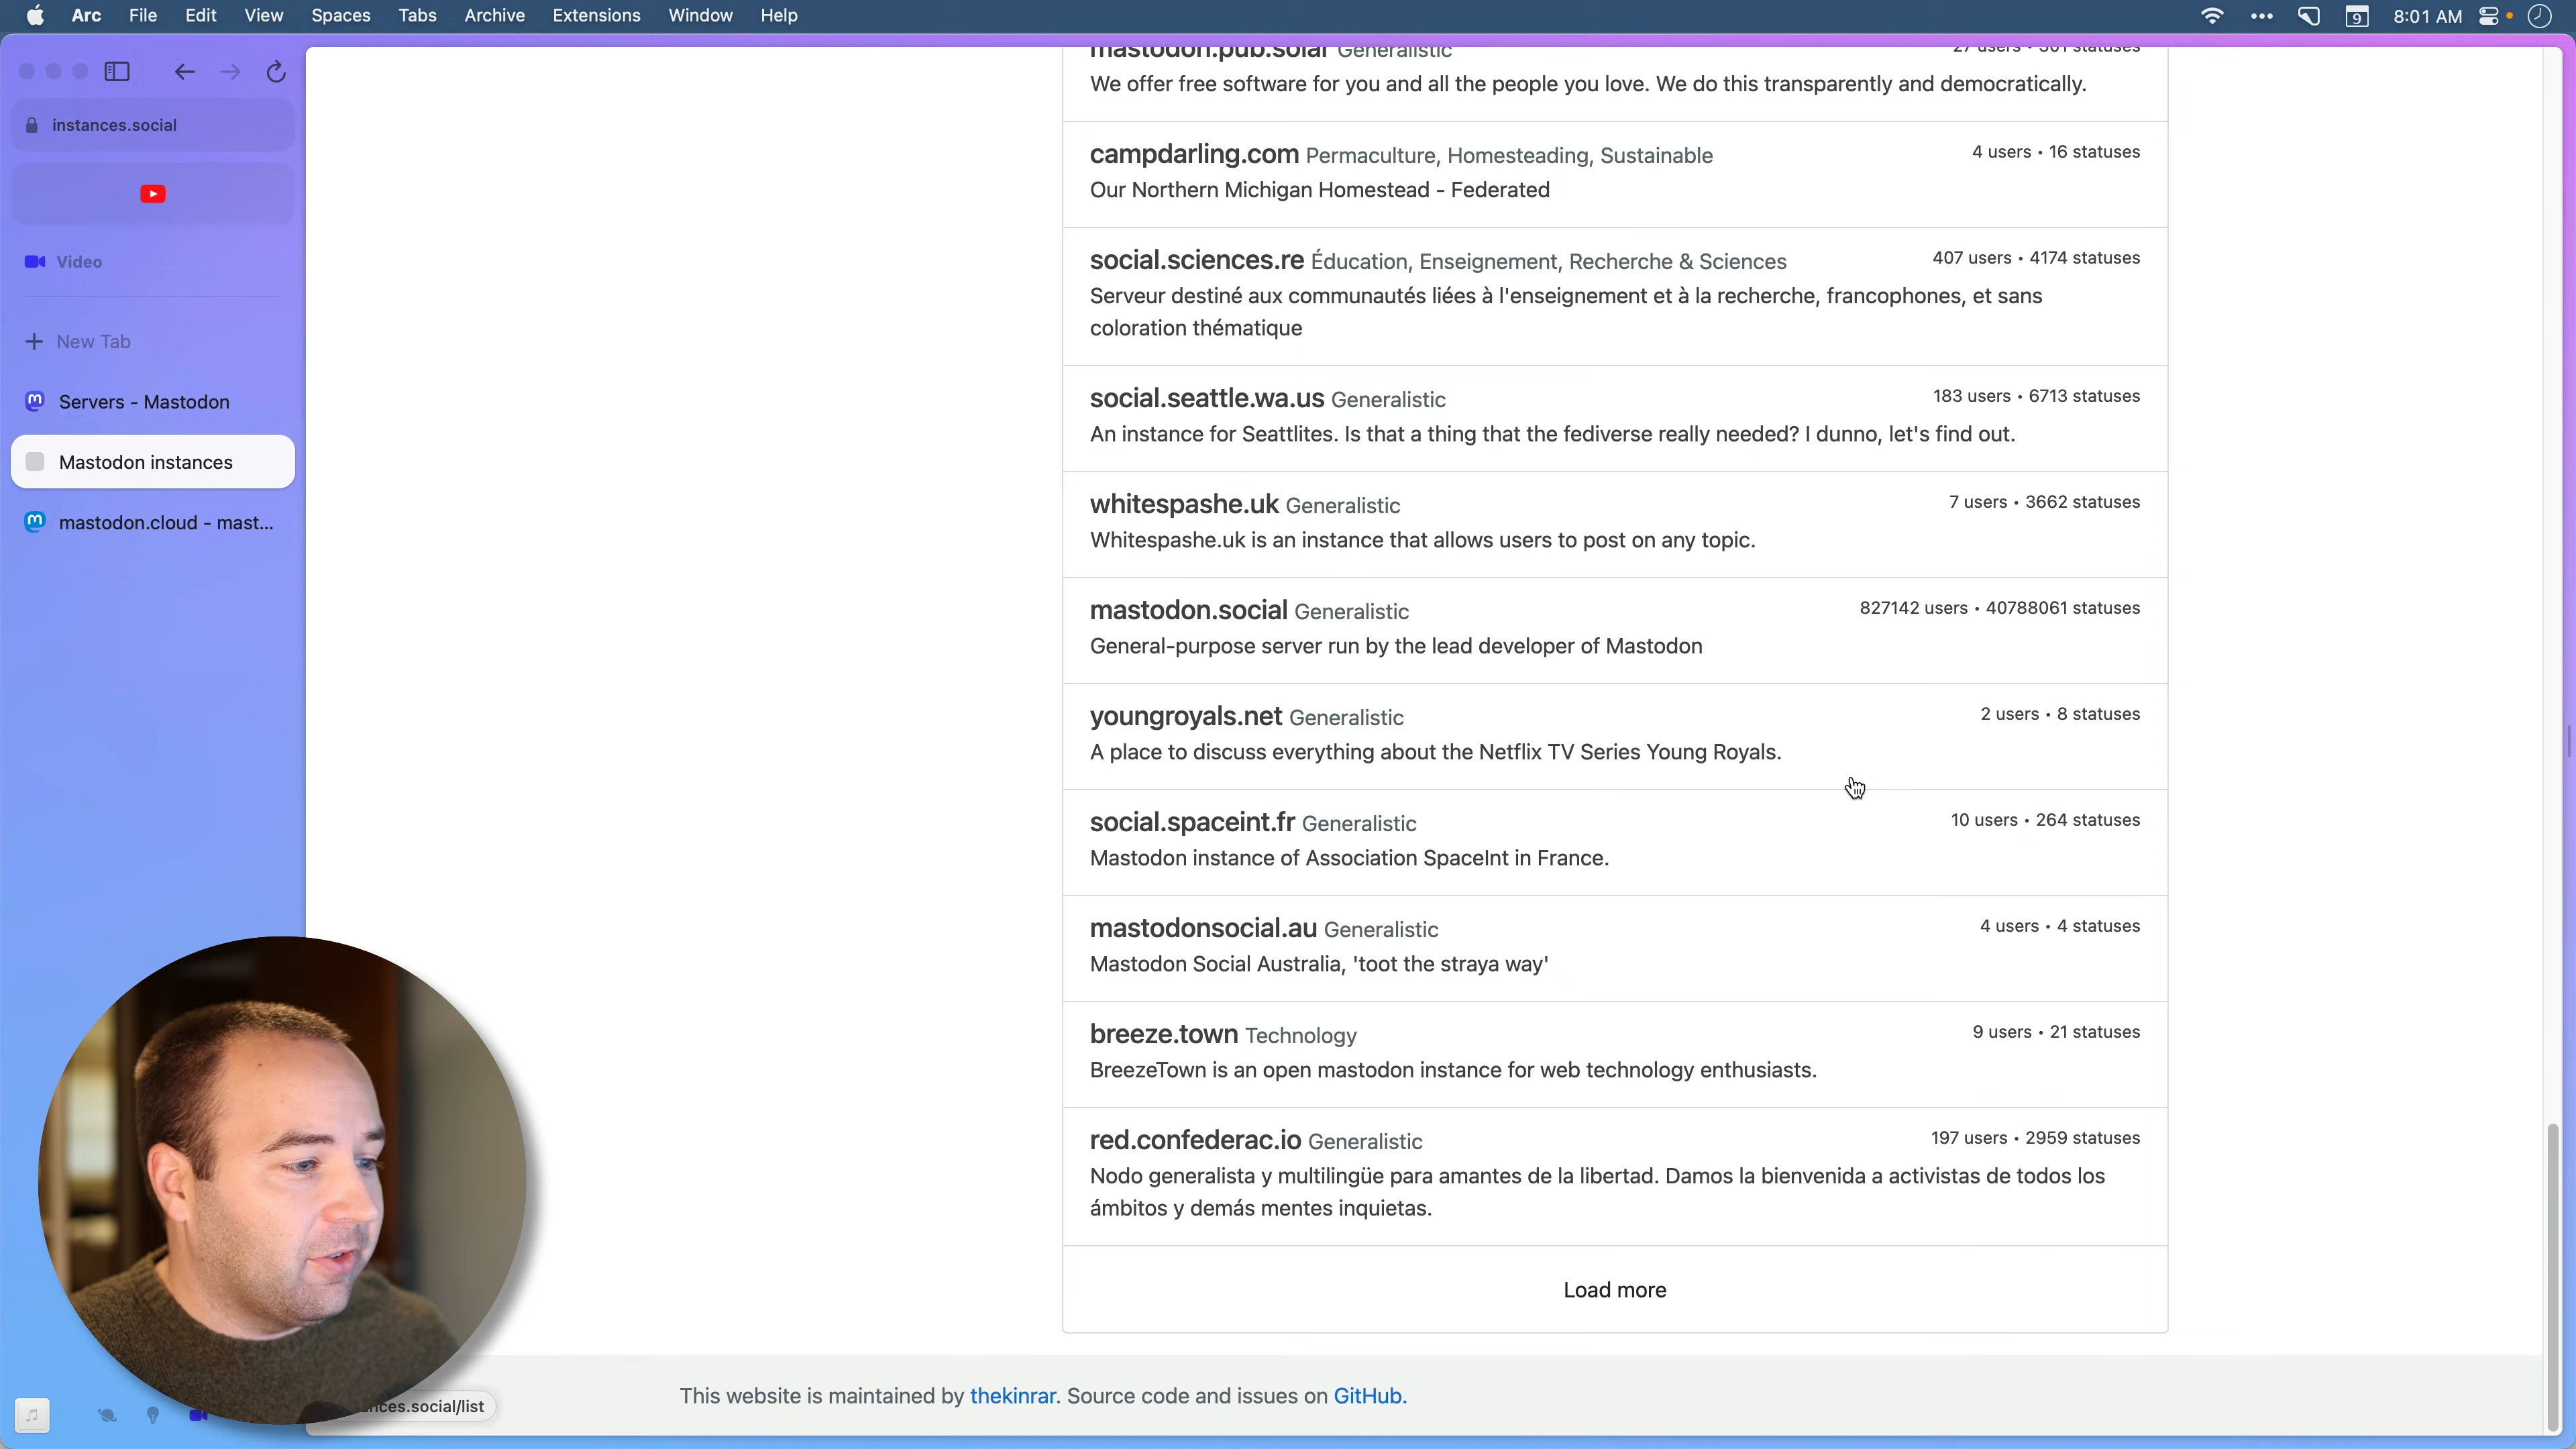 Arc File Edit View Spaces Tabs Archive Extensions Window Help
9 8:01 AM
instances.social
Video
New Tab
Servers - Mastodon
Mastodon instances
mastodon.cloud - mast...
mastodon.pub.solar Generalistic 27 users • 301 statuses
We offer free software for you and all the people you love. We do this transparently and democratically.
campdarling.com Permaculture, Homesteading, Sustainable 4 users • 16 statuses
Our Northern Michigan Homestead - Federated
social.sciences.re Éducation, Enseignement, Recherche & Sciences 407 users • 4174 statuses
Serveur destiné aux communautés liées à l'enseignement et à la recherche, francophones, et sans
coloration thématique
social.seattle.wa.us Generalistic 183 users • 6713 statuses
An instance for Seattlites. Is that a thing that the fediverse really needed? I dunno, let's find out.
whitespashe.uk Generalistic 7 users • 3662 statuses
Whitespashe.uk is an instance that allows users to post on any topic.
mastodon.social Generalistic 827142 users • 40788061 statuses
General-purpose server run by the lead developer of Mastodon
youngroyals.net Generalistic 2 users • 8 statuses
A place to discuss everything about the Netflix TV Series Young Royals.
social.spaceint.fr Generalistic 10 users • 264 statuses
Mastodon instance of Association SpaceInt in France.
mastodonsocial.au Generalistic 4 users • 4 statuses
Mastodon Social Australia, 'toot the straya way'
breeze.town Technology 9 users • 21 statuses
BreezeTown is an open mastodon instance for web technology enthusiasts.
red.confederac.io Generalistic 197 users • 2959 statuses
Nodo generalista y multilingüe para amantes de la libertad. Damos la bienvenida a activistas de todos los
ámbitos y demás mentes inquietas.
Load more
This website is maintained by thekinrar. Source code and issues on GitHub.
nces.social/list